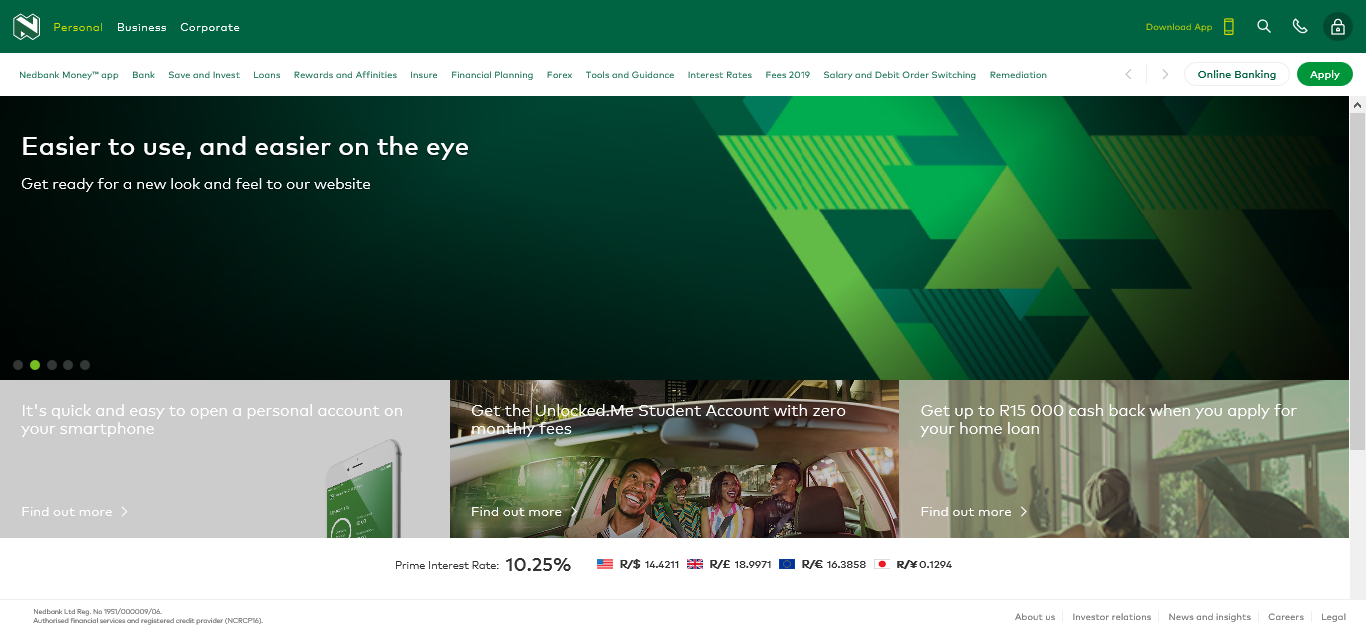 Personal Business Corporate Download App
Nedbank Money™ app Bank Save and Invest Loans Rewards and Affinities Insure Financial Planning Forex Tools and Guidance Interest Rates Fees 2019 Salary and Debit Order Switching Remediation Online Banking Apply
Easier to use, and easier on the eye
Get ready for a new look and feel to our website
It's quick and easy to open a personal account on
your smartphone
Find out more
Get the Unlocked.Me Student Account with zero
monthly fees
Find out more
Get up to R15 000 cash back when you apply for
your home loan
Find out more
Prime Interest Rate: 10.25% R/$ 14.4211 R/£ 18.9971 R/€ 16.3858 R/¥ 0.1294
Nedbank Ltd Reg. No 1951/000009/06.
Authorised financial services and registered credit provider (NCRCP16).
About us Investor relations News and insights Careers Legal